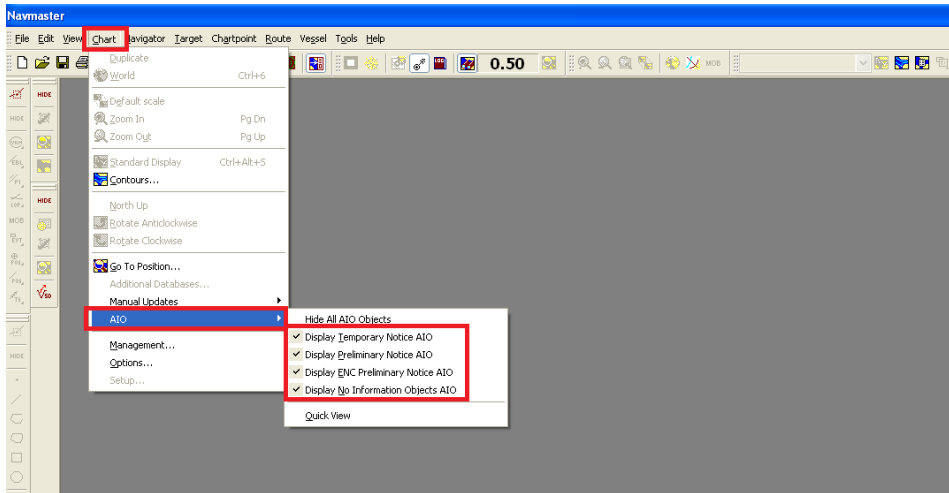 Navmaster
File Edit View Chart Navigator Target Chartpoint Route Vessel Tools Help
0.50 MOB
Duplicate
World Ctrl+6
Default scale
Zoom In Pg Dn
Zoom Out Pg Up
Standard Display Ctrl+Alt+S
Contours...
North Up
Rotate Anticlockwise
Rotate Clockwise
Go To Position...
Additional Databases...
Manual Updates
AIO
Management...
Options...
Setup...
Hide All AIO Objects
Display Temporary Notice AIO
Display Preliminary Notice AIO
Display ENC Preliminary Notice AIO
Display No Information Objects AIO
Quick View
HIDE
HIDE
VRM
EBL
HIDE
MOB
HIDE